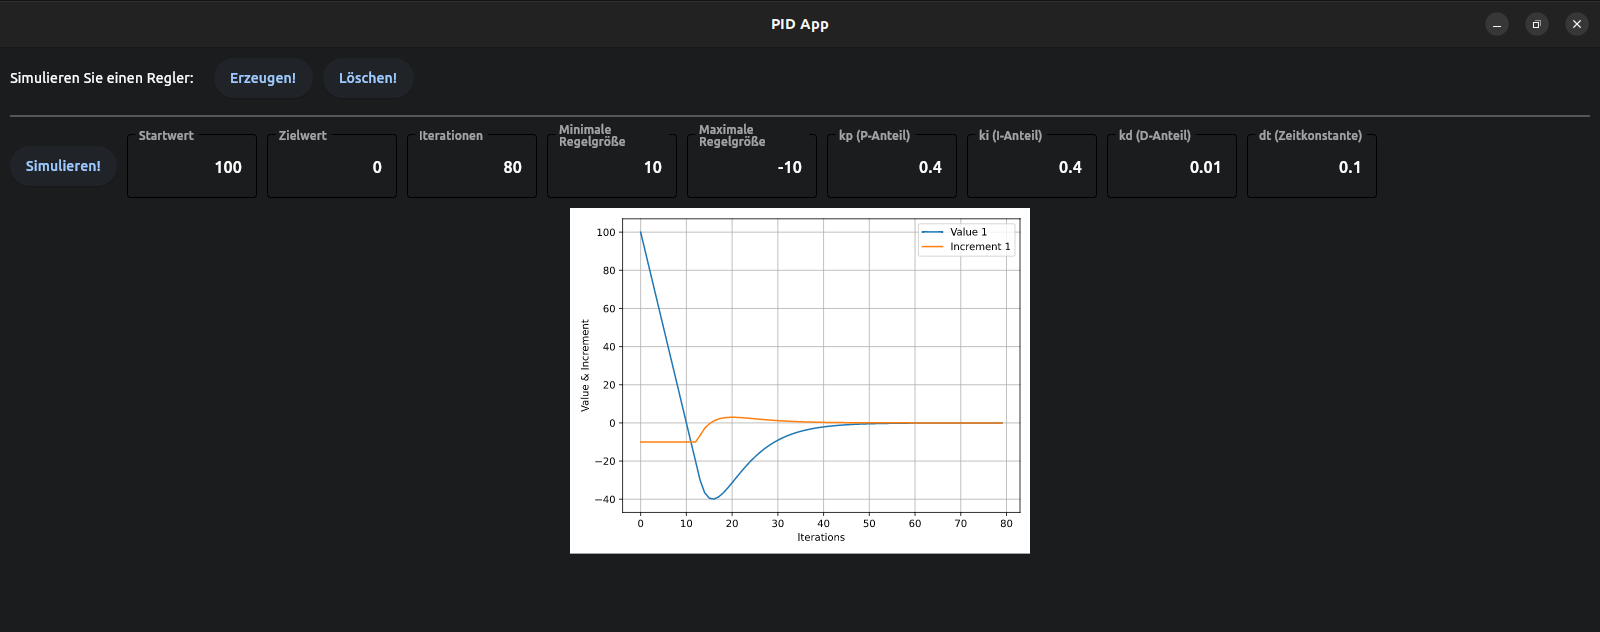 PID App
Simulieren Sie einen Regler: Erzeugen! Löschen!
Simulieren!
Startwert
100
Zielwert
0
Iterationen
80
Minimale
Regelgröße
10
Maximale
Regelgröße
-10
kp (P-Anteil)
0.4
ki (I-Anteil)
0.4
kd (D-Anteil)
0.01
dt (Zeitkonstante)
0.1
Value 1
Increment 1
Value & Increment
100
80
60
40
20
0
−20
−40
0 10 20 30 40 50 60 70 80
Iterations